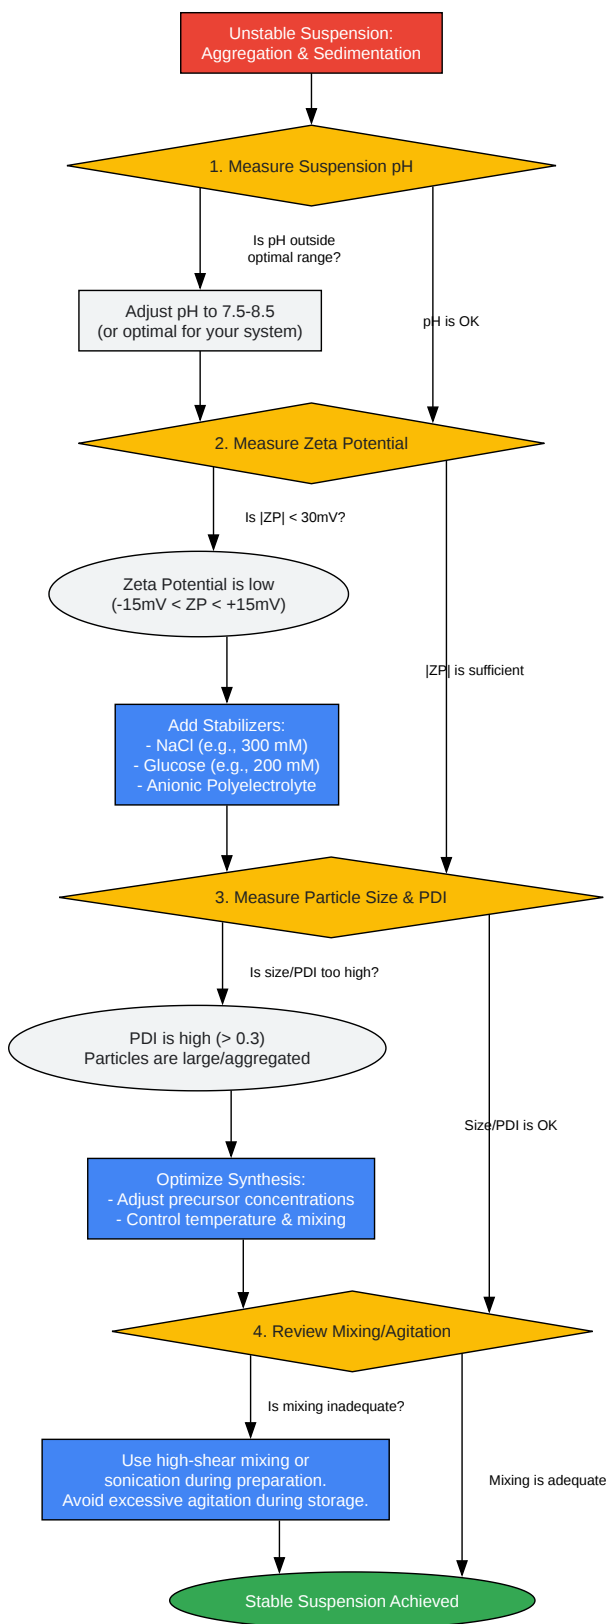 Unstable Suspension:
Aggregation & Sedimentation
1. Measure Suspension pH
Is pH outside
optimal range?
Adjust pH to 7.5-8.5
(or optimal for your system)
pH is OK
2. Measure Zeta Potential
Is |ZP| < 30mV?
Zeta Potential is low
(-15mV < ZP < +15mV)
|ZP| is sufficient
Add Stabilizers:
- NaCl (e.g., 300 mM)
- Glucose (e.g., 200 mM)
- Anionic Polyelectrolyte
3. Measure Particle Size & PDI
Is size/PDI too high?
PDI is high (> 0.3)
Particles are large/aggregated
Size/PDI is OK
Optimize Synthesis:
- Adjust precursor concentrations
- Control temperature & mixing
4. Review Mixing/Agitation
Is mixing inadequate?
Use high-shear mixing or
sonication during preparation.
Avoid excessive agitation during storage.
Mixing is adequate
Stable Suspension Achieved